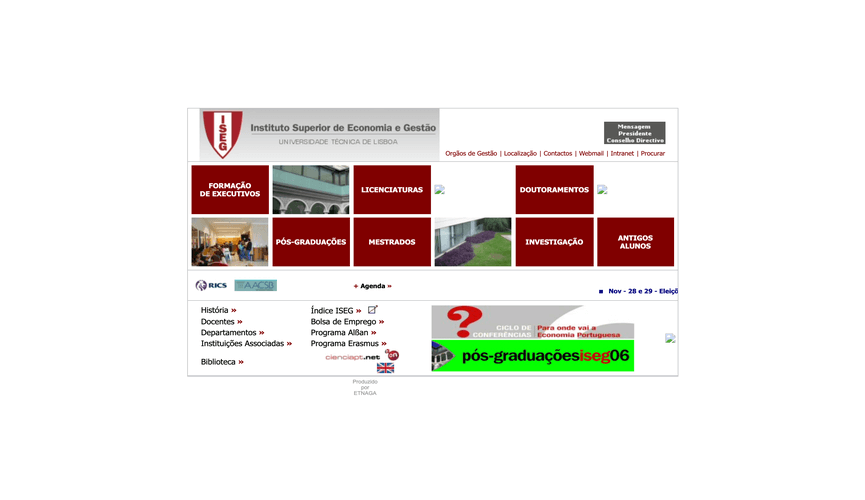 ISEG
Instituto Superior de Economia e Gestão
UNIVERSIDADE TÉCNICA DE LISBOA
Mensagem
Presidente
Conselho Directivo
Orgãos de Gestão | Localização | Contactos | Webmail | Intranet | Procurar
FORMAÇÃO
DE EXECUTIVOS
LICENCIATURAS
DOUTORAMENTOS
PÓS-GRADUAÇÕES
MESTRADOS
INVESTIGAÇÃO
ANTIGOS
ALUNOS
RICS
AACSB
+ Agenda »
Nov - 28 e 29 - Eleiçõ
História »
Índice ISEG »
Docentes »
Bolsa de Emprego »
Departamentos »
Programa Alßan »
Instituições Associadas »
Programa Erasmus »
cienciapt.net
b'on
Biblioteca »
?
CICLO DE
CONFERÊNCIAS
Para onde vai a
Economia Portuguesa
pós-graduaçõesiseg06
Produzido
por
ETNAGA